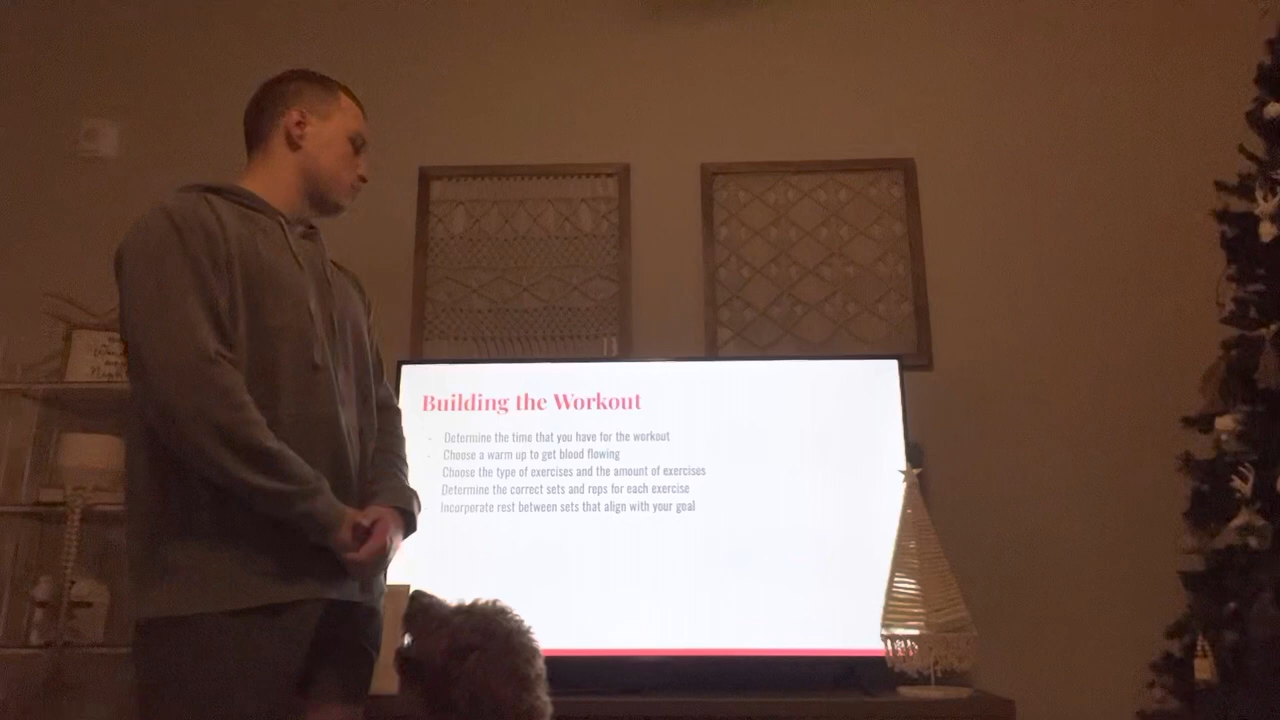 Building the Workout
- Determine the time that you have for the workout
- Choose a warm up to get blood flowing
Choose the type of exercises and the amount of exercises
Determine the correct sets and reps for each exercise
Incorporate rest between sets that align with your goal